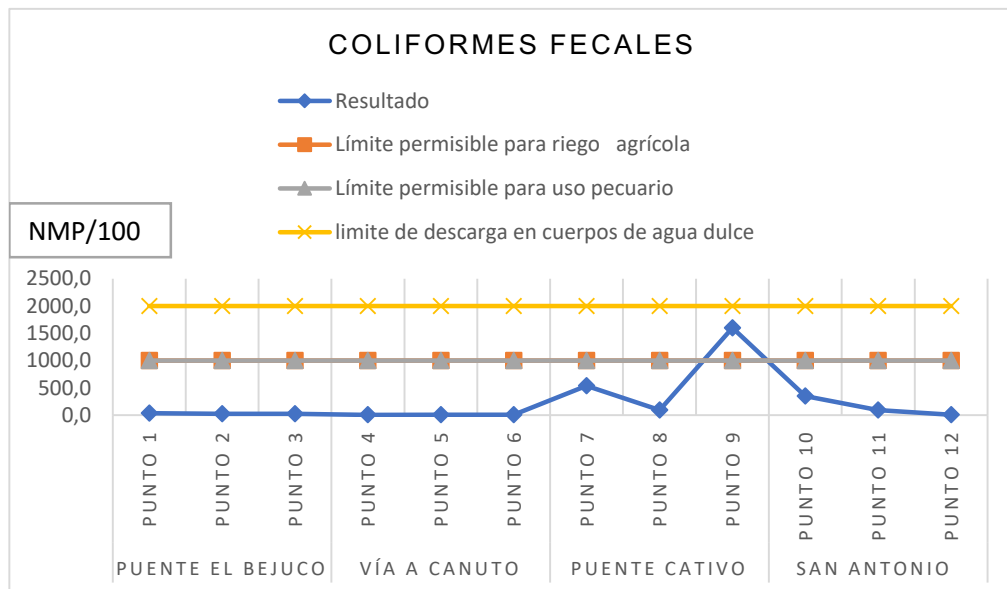 COLIFORMES FECALES
Resultado
Límite permisible para riego agrícola
Límite permisible para uso pecuario
limite de descarga en cuerpos de agua dulce
NMP/100
2500,0
2000,0
1500,0
1000,0
500,0
0,0
PUNTO 1
PUNTO 2
PUNTO 3
PUNTO 4
PUNTO 5
PUNTO 6
PUNTO 7
PUNTO 8
PUNTO 9
PUNTO 10
PUNTO 11
PUNTO 12
PUENTE EL BEJUCO
VÍA A CANUTO
PUENTE CATIVO
SAN ANTONIO